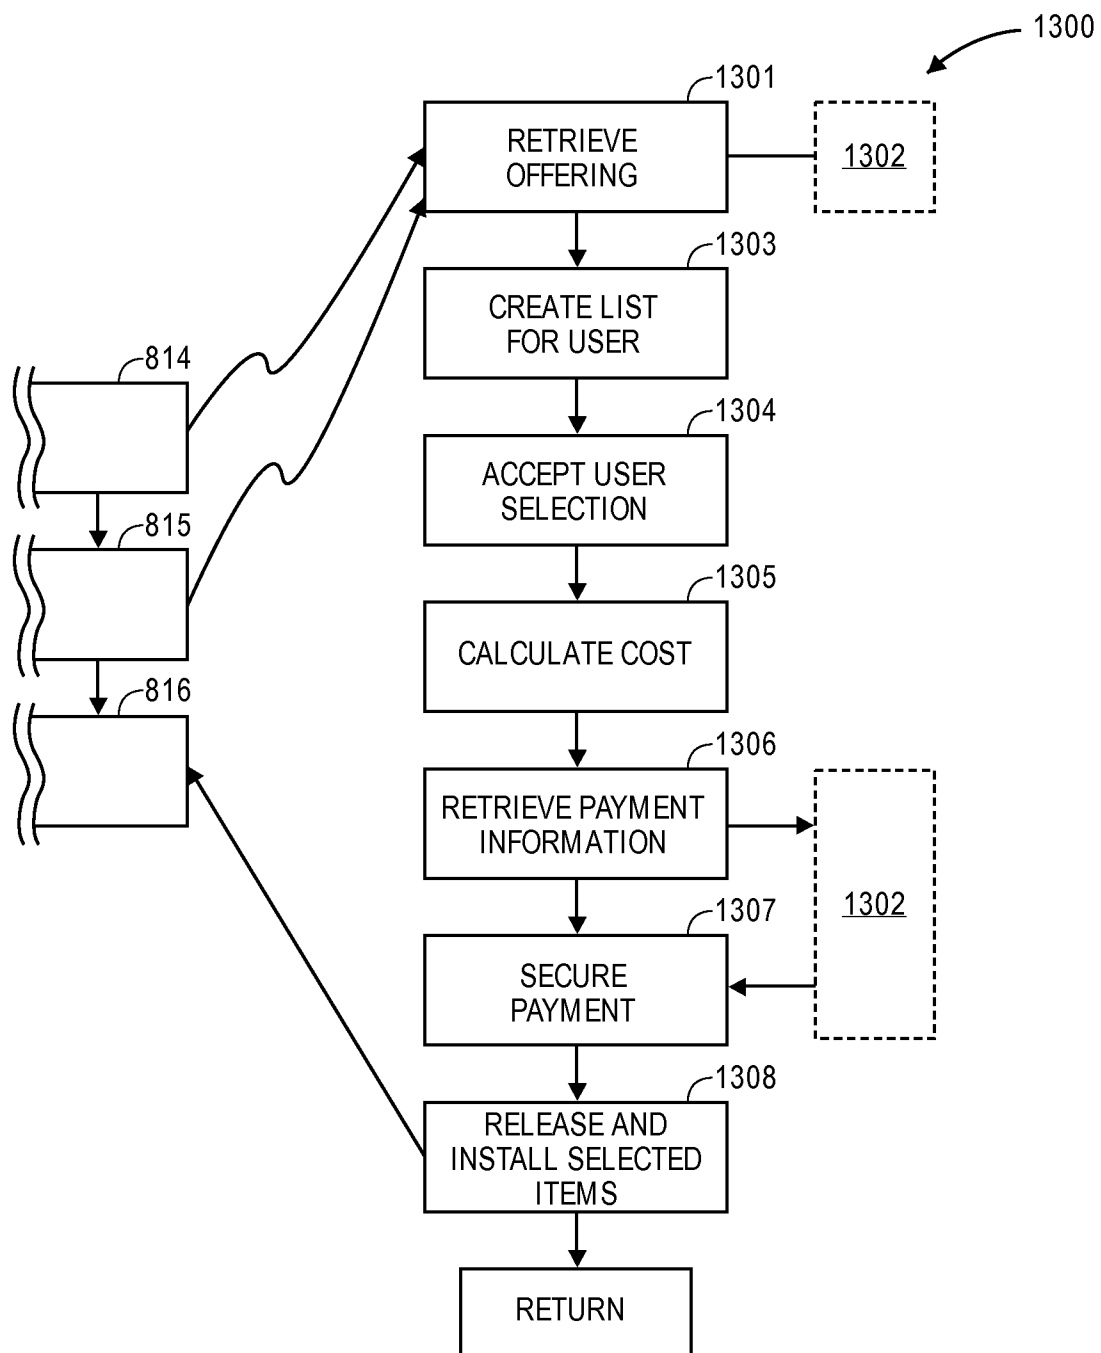 1300
1301
RETRIEVE
OFFERING
1302
1303
CREATE LIST
FOR USER
814
1304
ACCEPT USER
SELECTION
815
1305
CALCULATE COST
816
1306
RETRIEVE PAYMENT
INFORMATION
1302
1307
SECURE
PAYMENT
1308
RELEASE AND
INSTALL SELECTED
ITEMS
RETURN